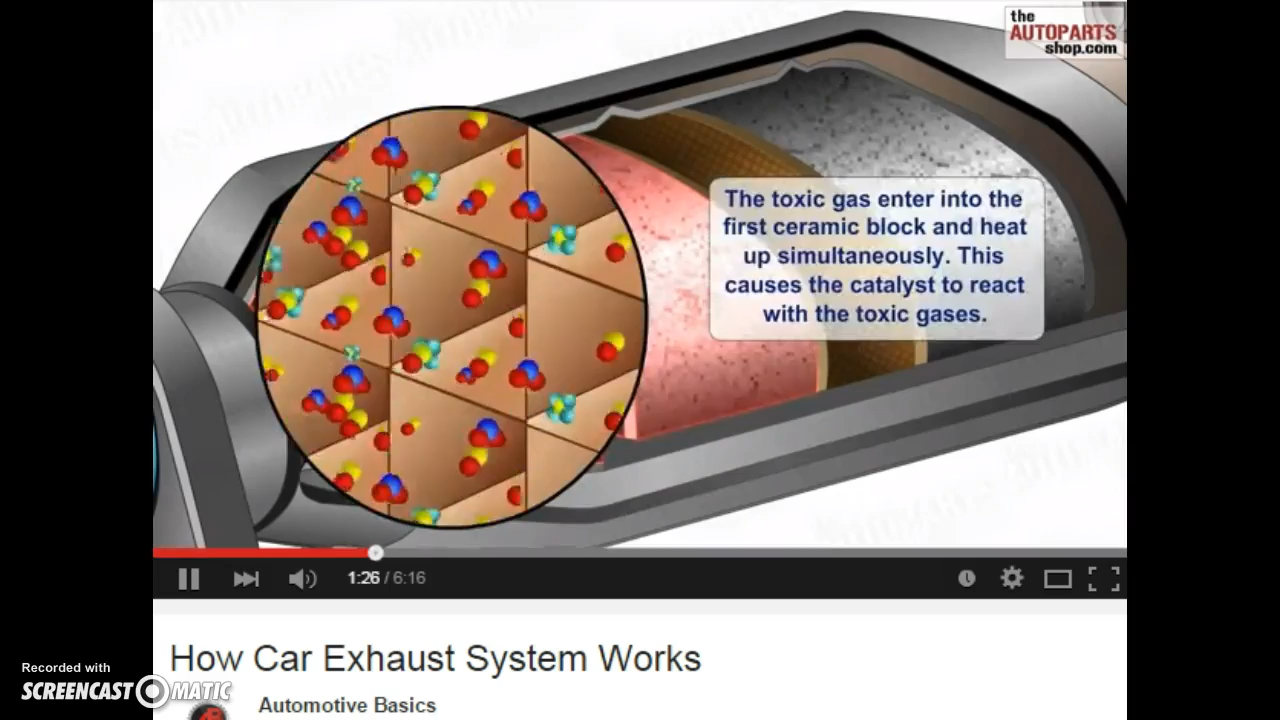 the
AUTOPARTS
shop.com
The toxic gas enter into the
first ceramic block and heat
up simultaneously. This
causes the catalyst to react
with the toxic gases.
1:26 / 6:16
How Car Exhaust System Works
Recorded with
SCREENCAST MATIC
Automotive Basics